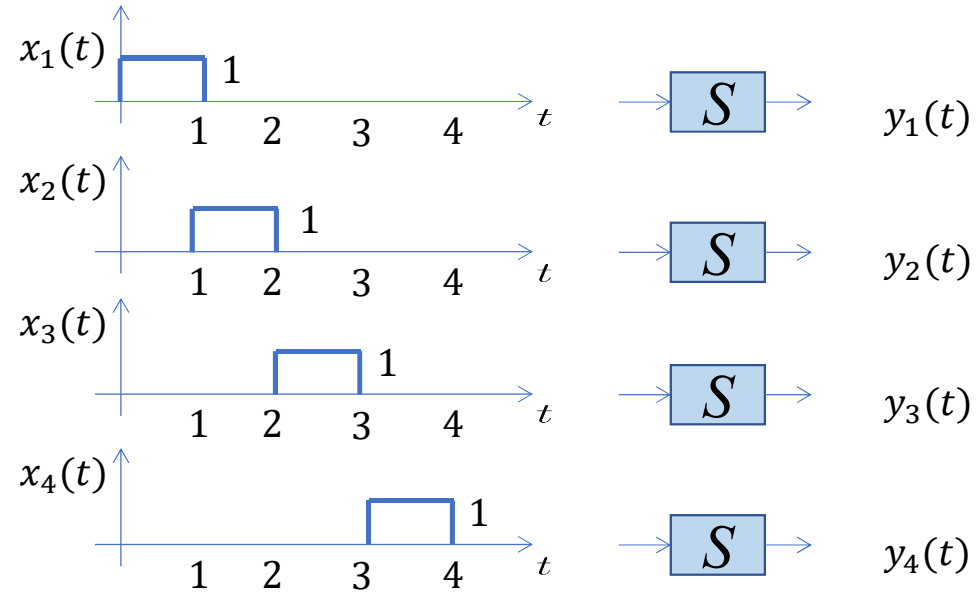 x₁(t) 1 S y₁(t)
1 2 3 4 t
x₂(t) 1 S y₂(t)
1 2 3 4 t
x₃(t) 1 S y₃(t)
1 2 3 4 t
x₄(t) 1 S y₄(t)
1 2 3 4 t